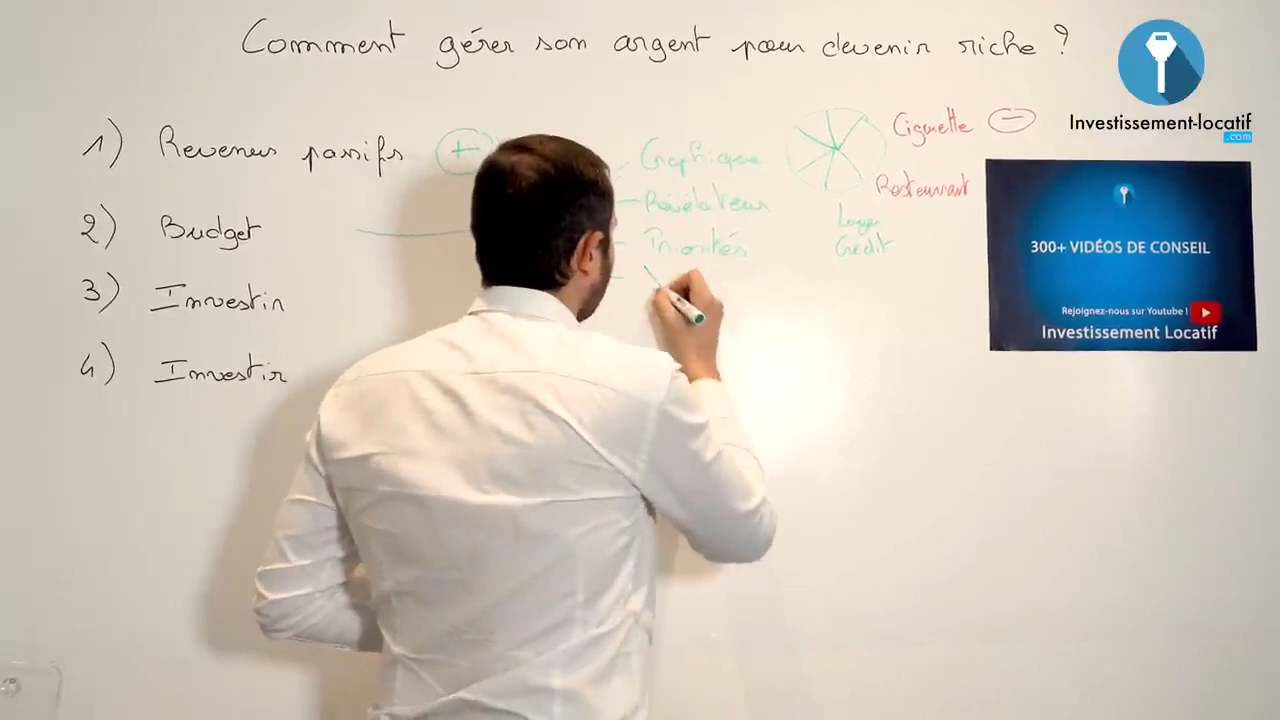 Comment gérer son argent pour devenir riche ?
Investissement-locatif
.com
1) Revenus passifs +
2) Budget
3) Investir
4) Investir
Graphique
Révélateur
Priorités
Cigarette -
Restaurant
Loyer
Crédit
300+ VIDÉOS DE CONSEIL
Rejoignez-nous sur Youtube !
Investissement Locatif